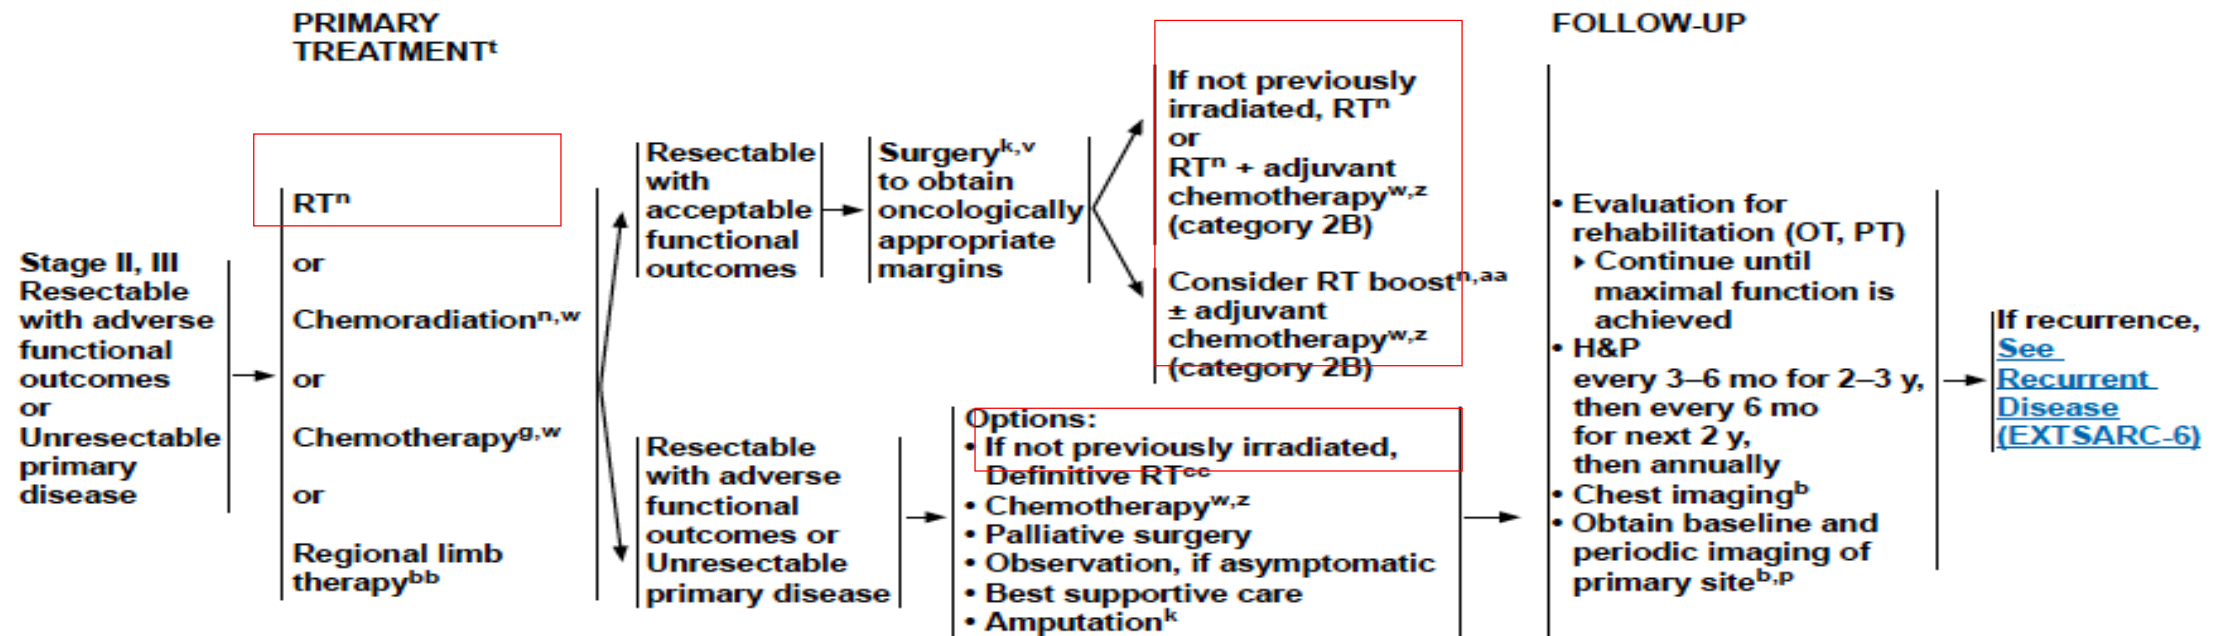 PRIMARY
TREATMENTᵗ
FOLLOW-UP
Stage II, III
Resectable
with adverse
functional
outcomes
or
Unresectable
primary
disease
RTⁿ
or
Chemoradiationⁿ,ʷ
or
Chemotherapyᵍ,ʷ
or
Regional limb
therapyᵇᵇ
Resectable
with
acceptable
functional
outcomes
Surgeryᵏ,ᵛ
to obtain
oncologically
appropriate
margins
If not previously
irradiated, RTⁿ
or
RTⁿ + adjuvant
chemotherapyʷ,ᶻ
(category 2B)
Consider RT boostⁿ,ᵃᵃ
± adjuvant
chemotherapyʷ,ᶻ
(category 2B)
Resectable
with adverse
functional
outcomes or
Unresectable
primary disease
Options:
• If not previously irradiated,
Definitive RTᶜᶜ
• Chemotherapyʷ,ᶻ
• Palliative surgery
• Observation, if asymptomatic
• Best supportive care
• Amputationᵏ
• Evaluation for
rehabilitation (OT, PT)
‣ Continue until
maximal function is
achieved
• H&P
every 3–6 mo for 2–3 y,
then every 6 mo
for next 2 y,
then annually
• Chest imagingᵇ
• Obtain baseline and
periodic imaging of
primary siteᵇ,ᵖ
If recurrence,
See
Recurrent
Disease
(EXTSARC-6)